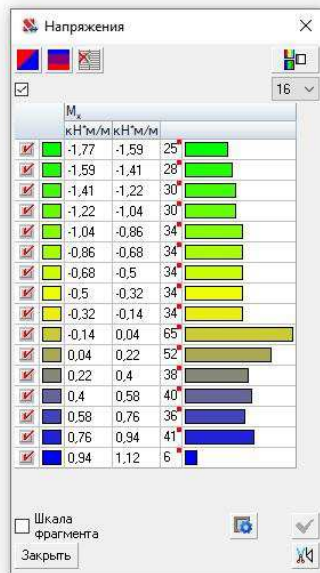 Напряжения
16
Mx
кН*м/м кН*м/м
-1,77 -1,59 25
-1,59 -1,41 28
-1,41 -1,22 30
-1,22 -1,04 30
-1,04 -0,86 34
-0,86 -0,68 34
-0,68 -0,5 34
-0,5 -0,32 34
-0,32 -0,14 34
-0,14 0,04 65
0,04 0,22 52
0,22 0,4 38
0,4 0,58 40
0,58 0,76 36
0,76 0,94 41
0,94 1,12 6
Шкала
фрагмента
Закрыть